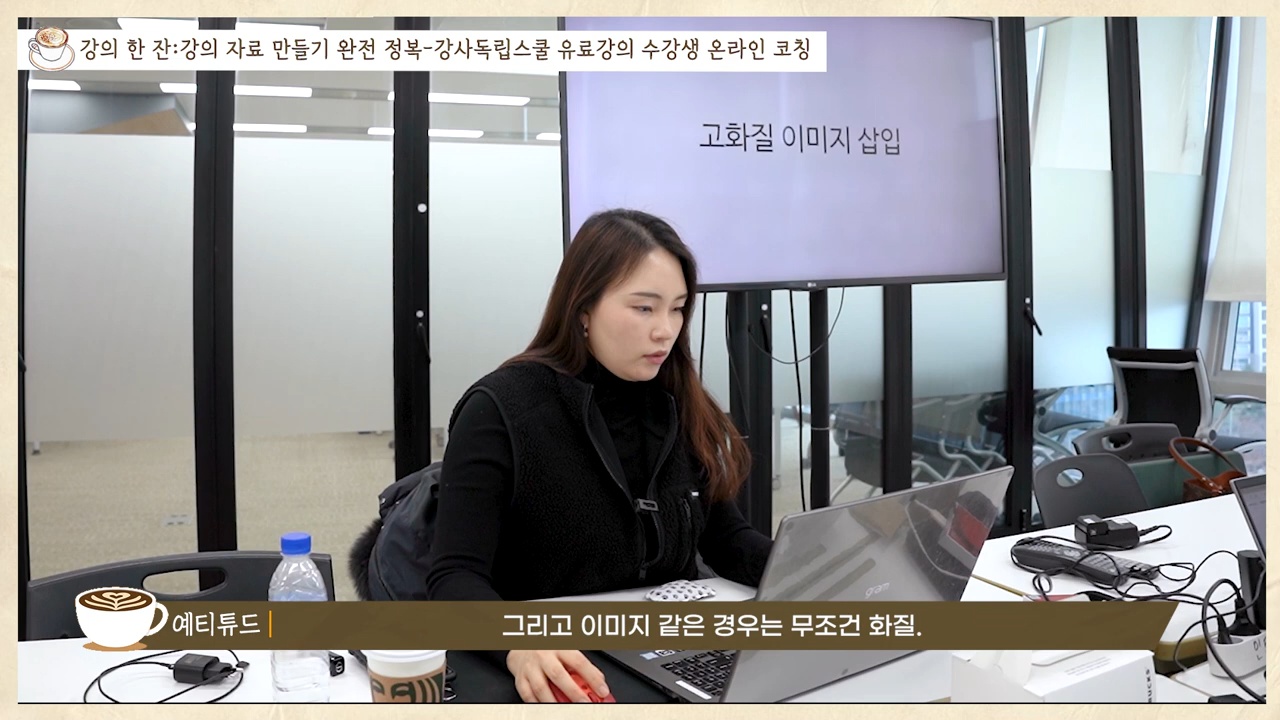 강의 한 잔:강의 자료 만들기 완전 정복-강사독립스쿨 유료강의 수강생 온라인 코칭
고화질 이미지 삽입
LG
gram
예티튜드
그리고 이미지 같은 경우는 무조건 화질.